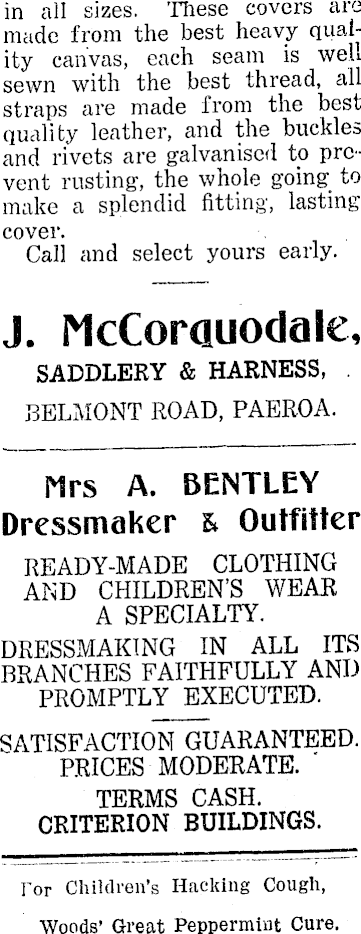 in all sizes. These covers are
made from the best heavy qual-
ity canvas, each seam is well
sewn with the best thread, all
straps are made from the best
quality leather, and the buckles
and rivets are galvanised to pre-
vent rusting, the whole going to
make a splendid fitting, lasting
cover.
Call and select yours early.
J. McCorquodale,
SADDLERY & HARNESS,
BELMONT ROAD, PAEROA.
Mrs A. BENTLEY
Dressmaker & Outfitter
READY-MADE CLOTHING
AND CHILDREN'S WEAR
A SPECIALTY.
DRESSMAKING IN ALL ITS
BRANCHES FAITHFULLY AND
PROMPTLY EXECUTED.
SATISFACTION GUARANTEED.
PRICES MODERATE.
TERMS CASH.
CRITERION BUILDINGS.
For Children's Hacking Cough,
Woods' Great Peppermint Cure.